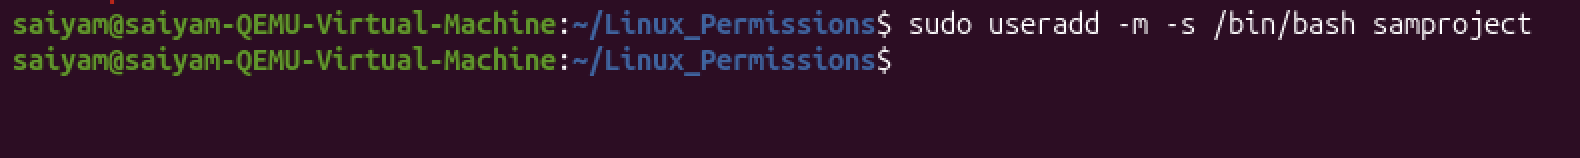 saiyam@saiyam-QEMU-Virtual-Machine:~/Linux_Permissions$ sudo useradd -m -s /bin/bash samproject
saiyam@saiyam-QEMU-Virtual-Machine:~/Linux_Permissions$